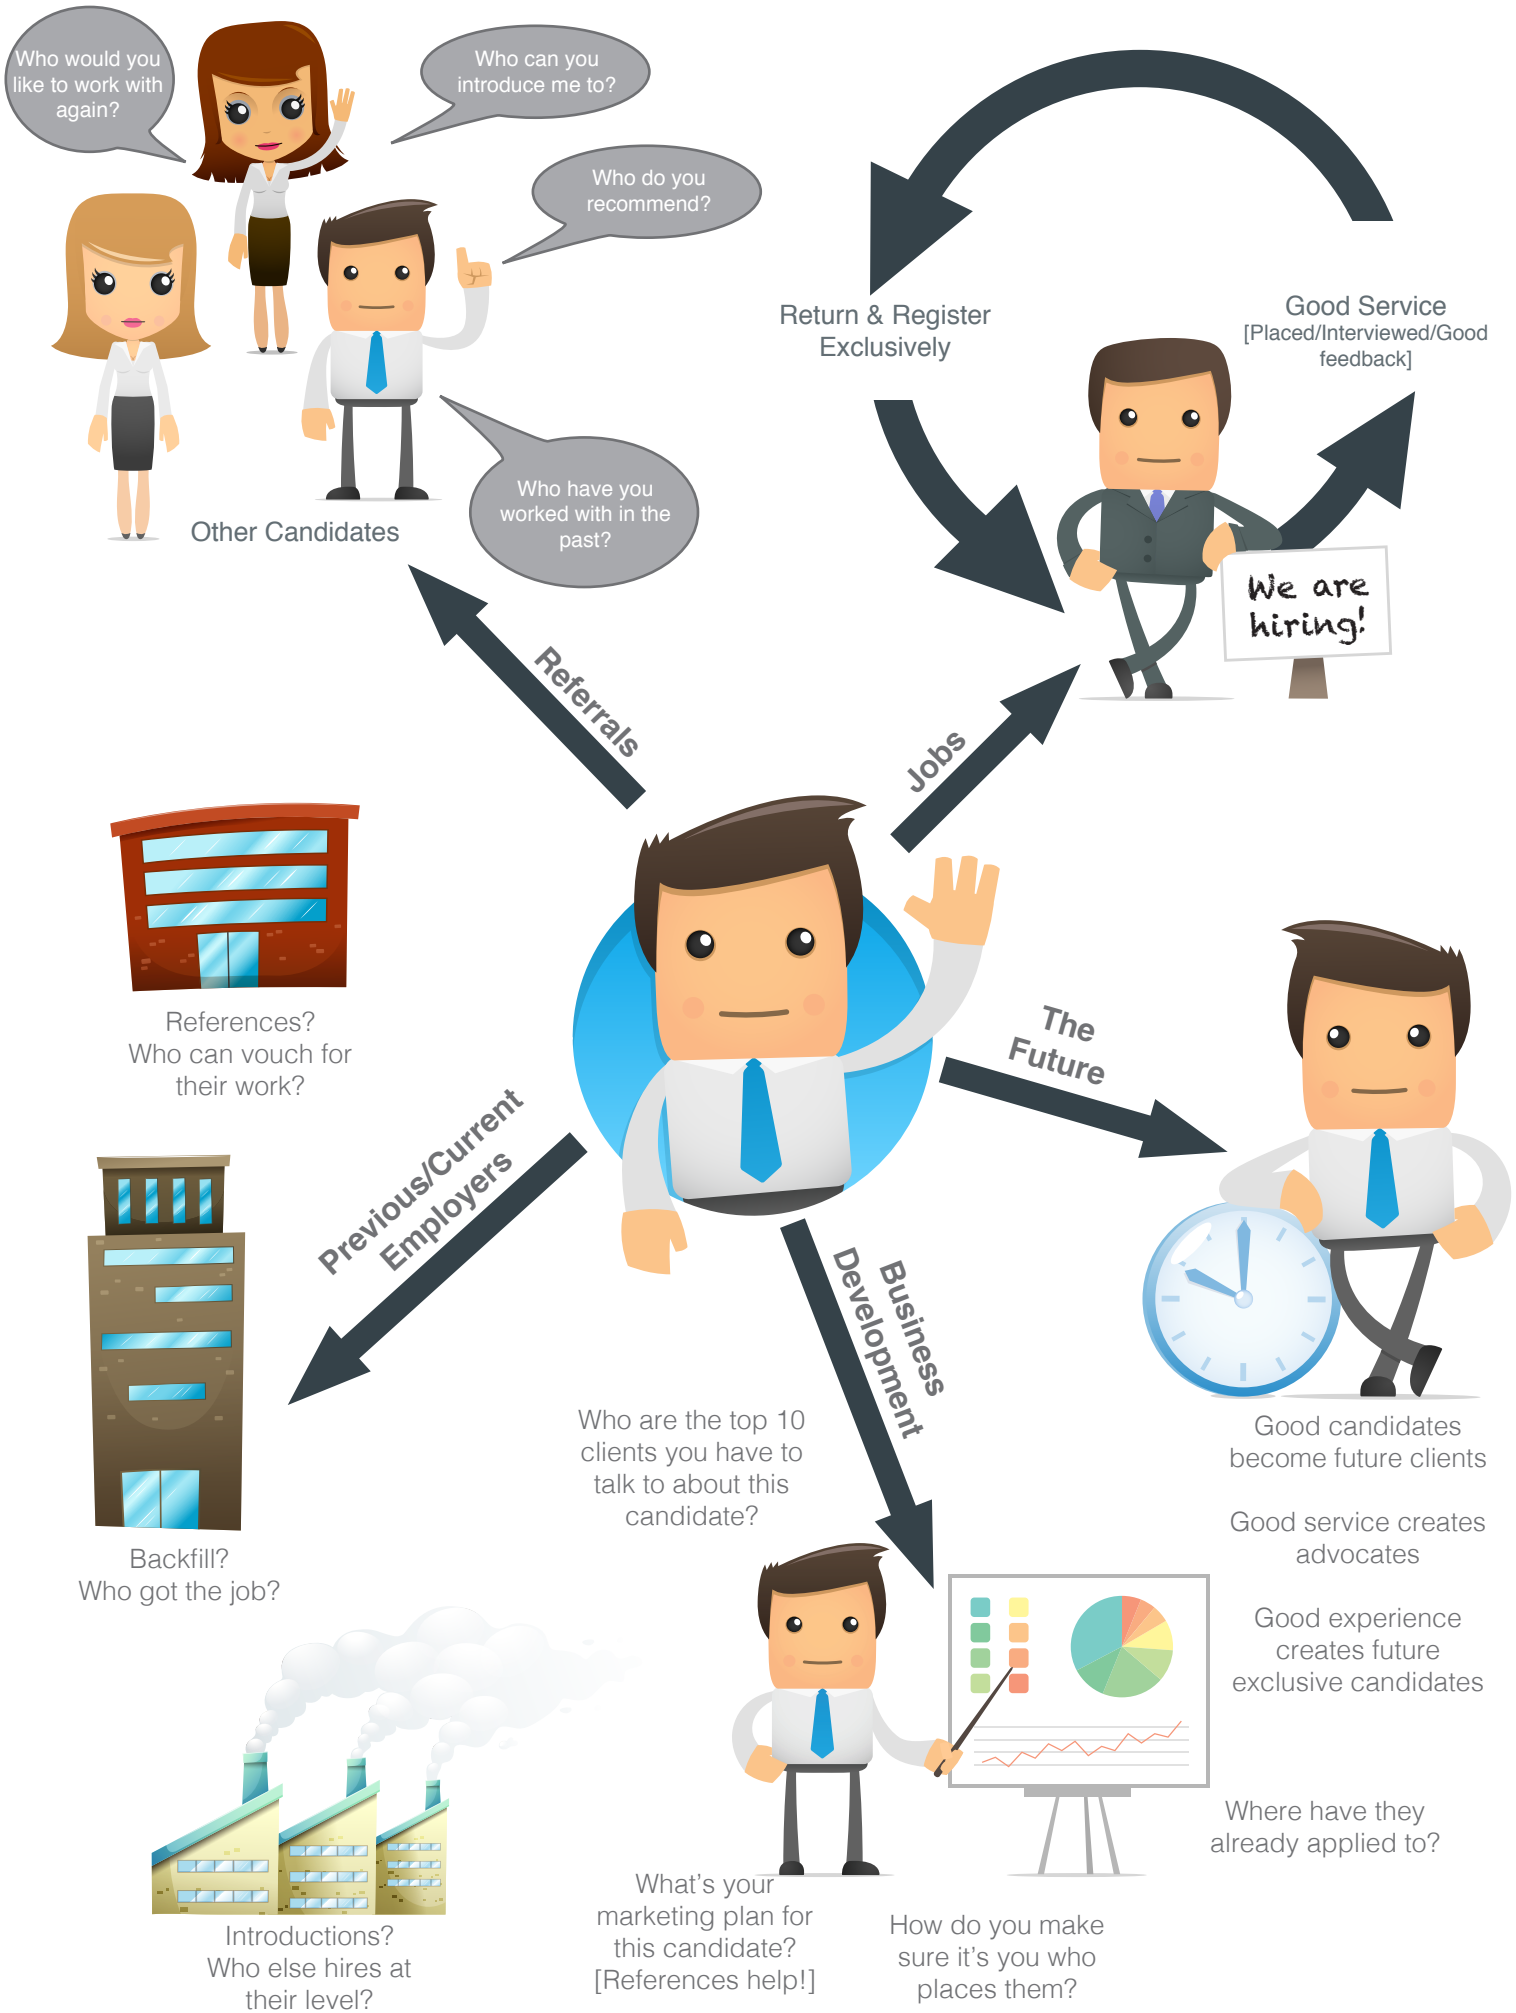 Who would you
like to work with
again?
Who can you
introduce me to?
Who do you
recommend?
Who have you
worked with in the
past?
Other Candidates
Return & Register
Exclusively
Good Service
[Placed/Interviewed/Good
feedback]
We are
hiring!
Referrals
Jobs
References?
Who can vouch for
their work?
The
Future
Previous/Current
Employers
Business
Development
Backfill?
Who got the job?
Who are the top 10
clients you have to
talk to about this
candidate?
Good candidates
become future clients
Good service creates
advocates
Good experience
creates future
exclusive candidates
Where have they
already applied to?
Introductions?
Who else hires at
their level?
What's your
marketing plan for
this candidate?
[References help!]
How do you make
sure it's you who
places them?